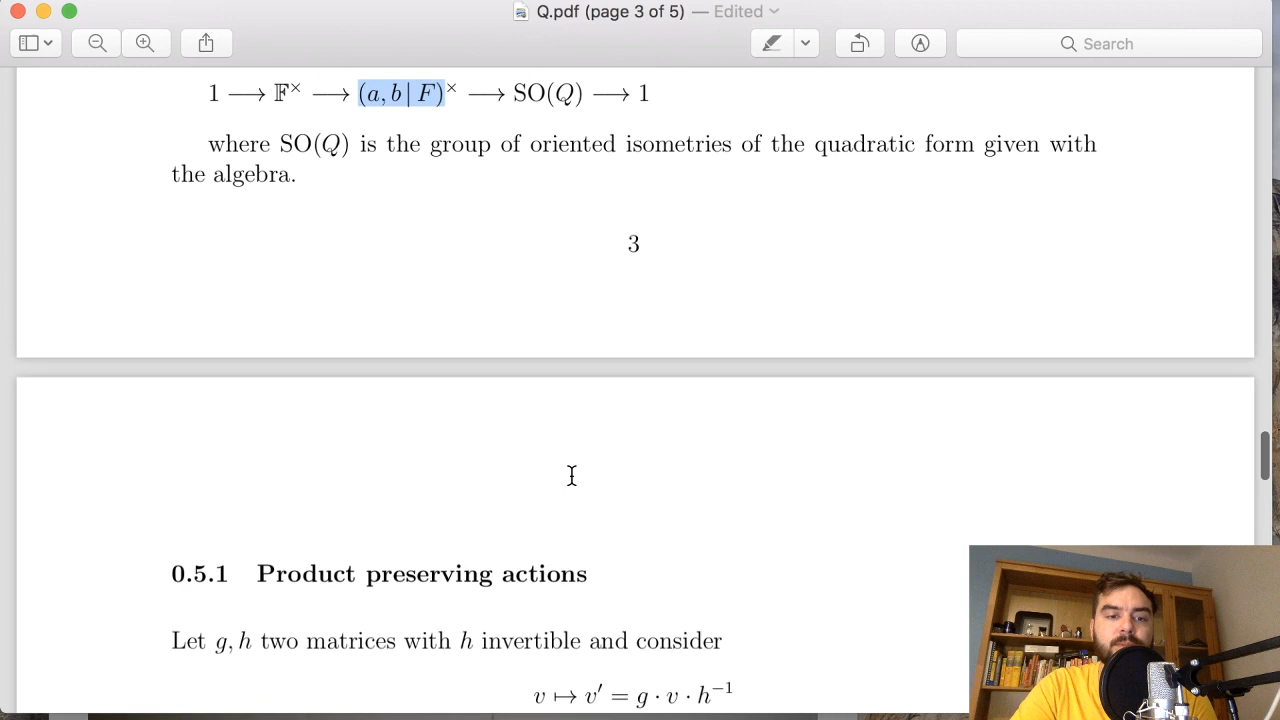 Q.pdf (page 3 of 5) — Edited
Search
1 ⟶ 𝔽× ⟶ (a, b | F)× ⟶ SO(Q) ⟶ 1
where SO(Q) is the group of oriented isometries of the quadratic form given with
the algebra.
3
0.5.1 Product preserving actions
Let g, h two matrices with h invertible and consider
v ↦ v′ = g · v · h⁻¹